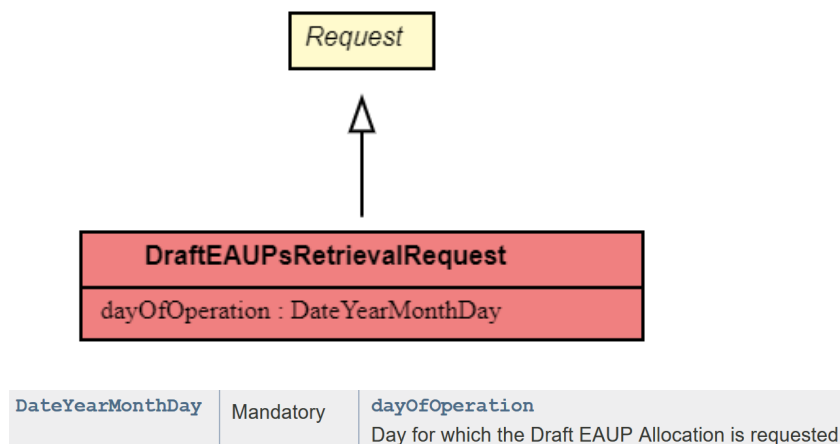 Request
DraftEAUPsRetrievalRequest
dayOfOperation : DateYearMonthDay
DateYearMonthDay Mandatory dayOfOperation
Day for which the Draft EAUP Allocation is requested